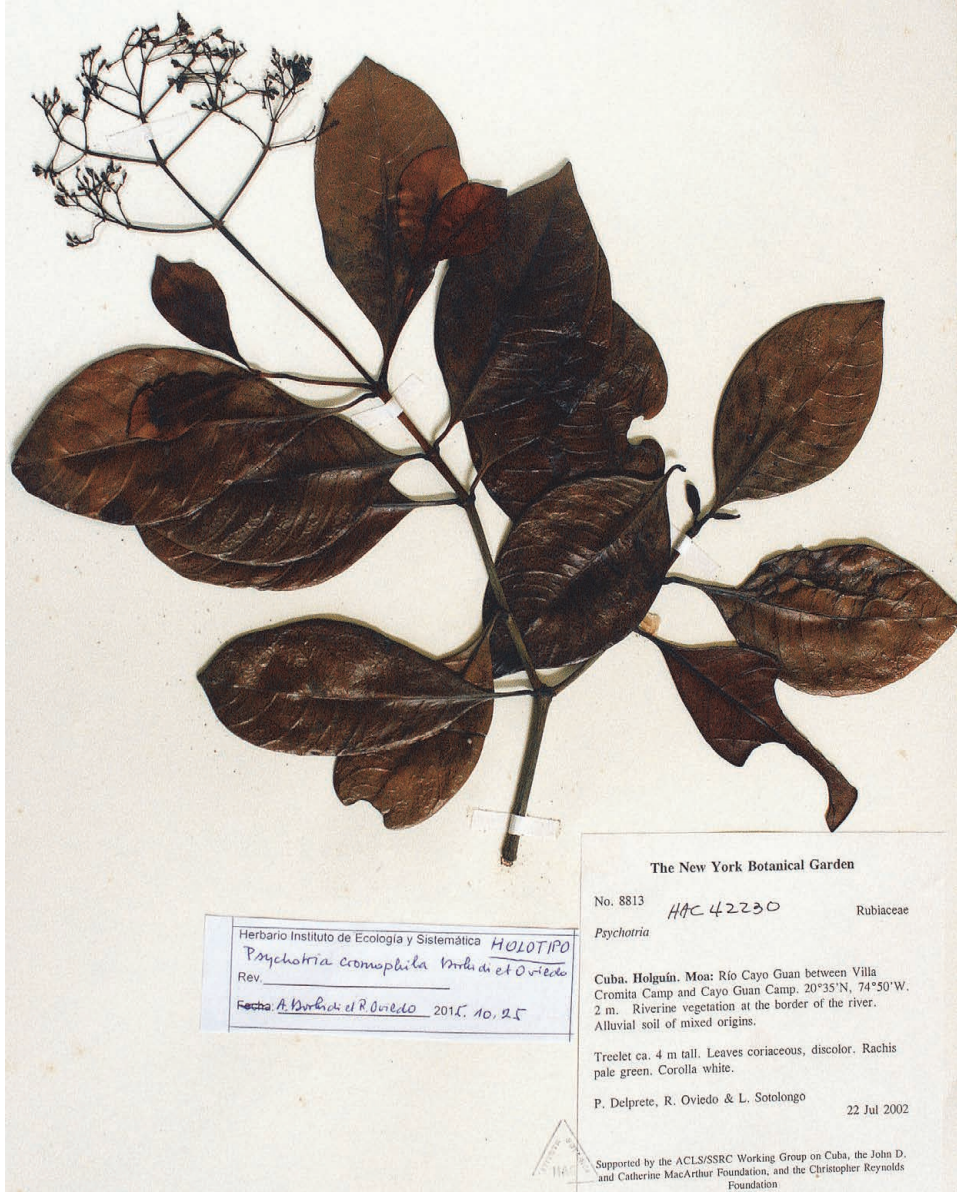 Herbario Instituto de Ecología y Sistemática HOLOTIPO
Psychotria cromophila Borhidi et Oviedo
Rev.
Fecha: A. Borhidi et R. Oviedo 2015. 10. 25
The New York Botanical Garden
No. 8813 HAC 42230 Rubiaceae
Psychotria
Cuba. Holguín. Moa: Río Cayo Guan between Villa
Cromita Camp and Cayo Guan Camp. 20°35'N, 74°50'W.
2 m. Riverine vegetation at the border of the river.
Alluvial soil of mixed origins.
Treelet ca. 4 m tall. Leaves coriaceous, discolor. Rachis
pale green. Corolla white.
P. Delprete, R. Oviedo & L. Sotolongo
22 Jul 2002
Supported by the ACLS/SSRC Working Group on Cuba, the John D.
and Catherine MacArthur Foundation, and the Christopher Reynolds
Foundation
HAC